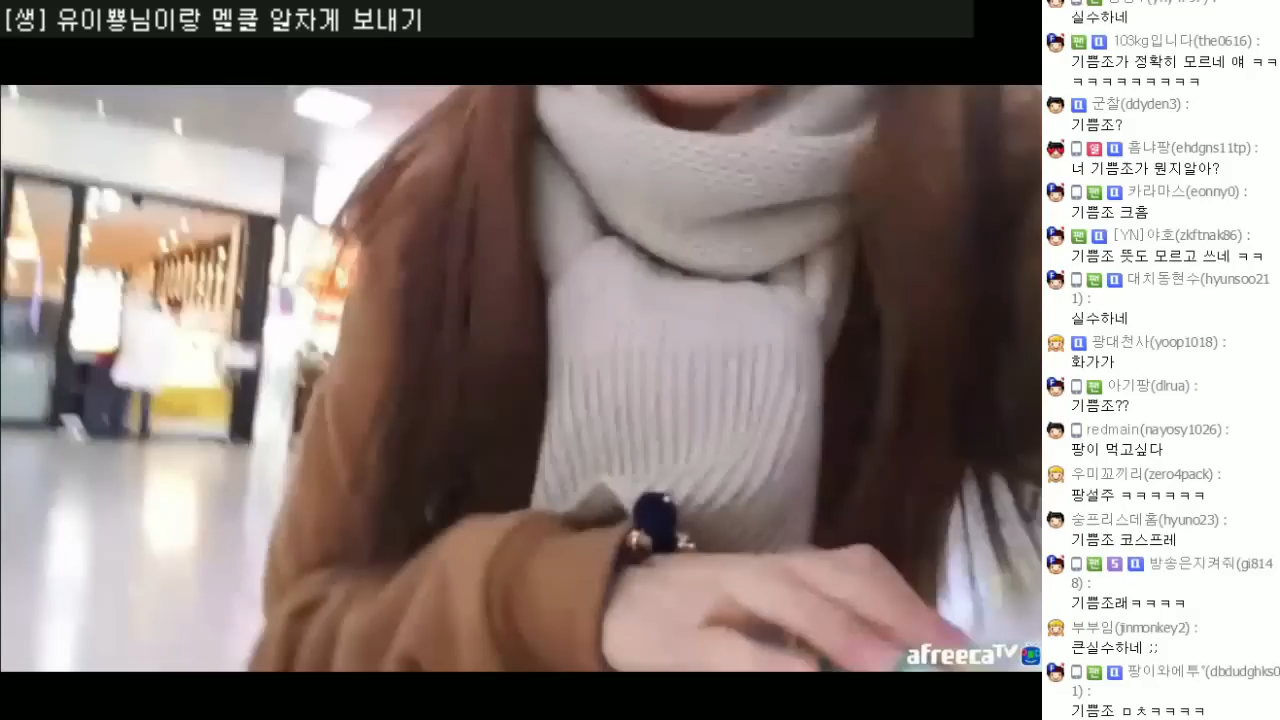 [생] 유이뿅님이랑 멜론 알차게 보내기
실수하네
103kg입니다(the0616) :
기쁨조가 정확히 모르네 얘 ㅋㅋ
ㅋㅋㅋㅋㅋㅋㅋㅋㅋ
군찰(ddyden3) :
기쁨조?
홈냐팡(ehdgns11tp) :
너 기쁨조가 뭔지알아?
카라마스(eonny0) :
기쁨조 크흠
[YN]야호(zkftnak86) :
기쁨조 뜻도 모르고 쓰네 ㅋㅋ
대치동현수(hyunsoo21
1) :
실수하네
광대천사(yoop1018) :
화가가
아기팡(dlrua) :
기쁨조??
redmain(nayosy1026) :
팡이 먹고싶다
우미꼬끼리(zero4pack) :
팡설주 ㅋㅋㅋㅋㅋㅋ
숭프리스데홈(hyuno23) :
기쁨조 코스프레
방송은지켜줘(gi814
8) :
기쁨조래ㅋㅋㅋㅋ
부부임(jinmonkey2) :
큰실수하네 ;;
팡이와에투"(dbdudghks0
1) :
기쁨조 ㅁㅊㅋㅋㅋㅋ
afreecaTV